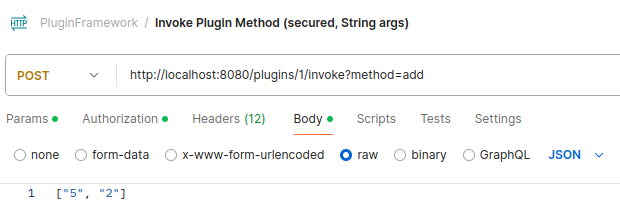 HTTP PluginFramework / Invoke Plugin Method (secured, String args)
POST http://localhost:8080/plugins/1/invoke?method=add
Params Authorization Headers (12) Body Scripts Tests Settings
none form-data x-www-form-urlencoded raw binary GraphQL JSON
1 ["5", "2"]